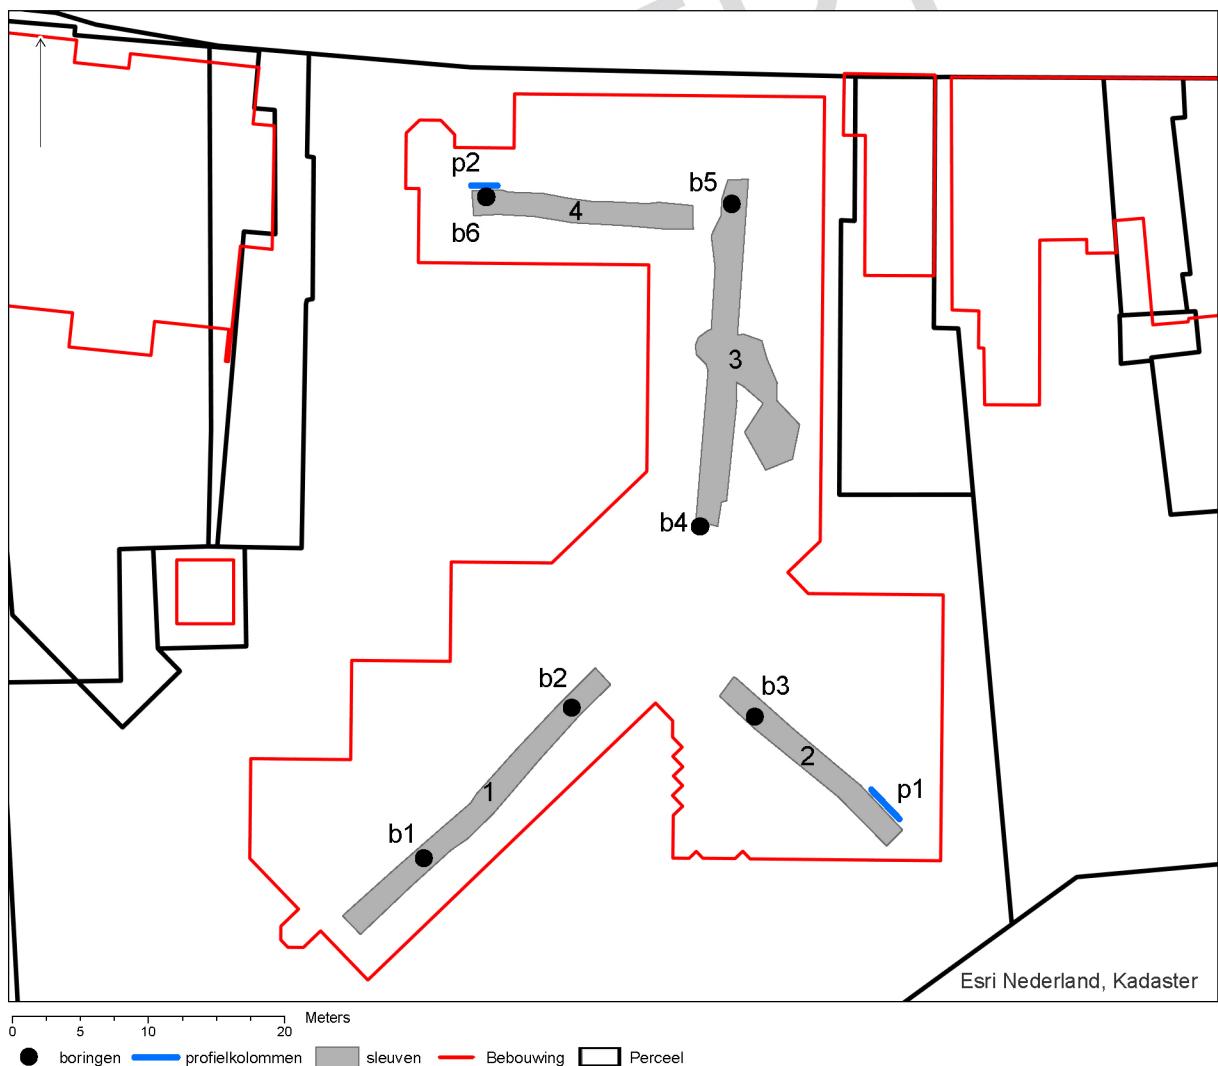 p2
b5
4
b6
3
b4
b2
b3
2
1
p1
b1
Esri Nederland, Kadaster
Meters
0 5 10 20
boringen profielkolommen sleuven Bebouwing Perceel